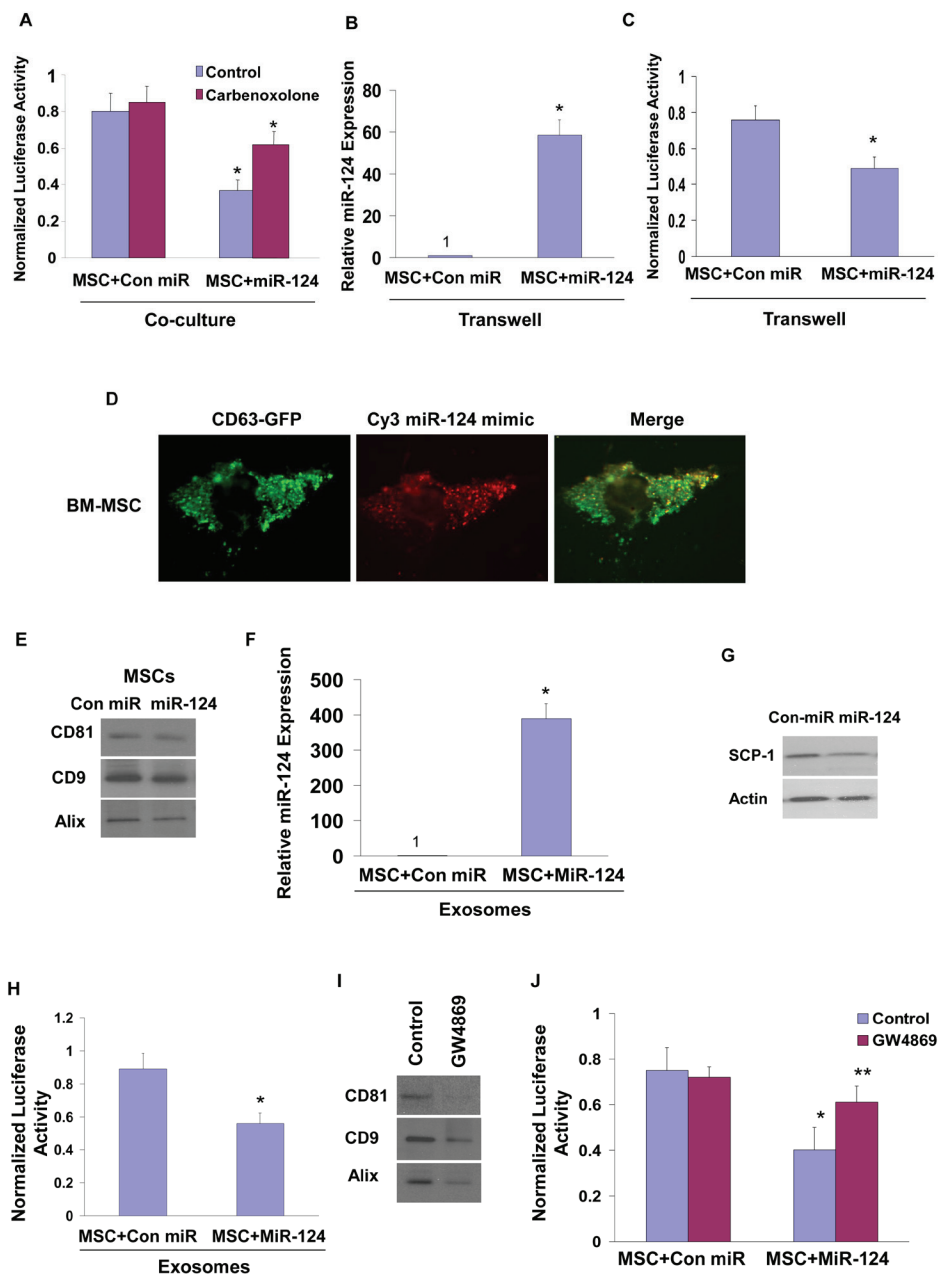 A
Normalized Luciferase Activity
1
0.8
0.6
0.4
0.2
0
Control
Carbenoxolone
*
*
MSC+Con miR
MSC+miR-124
Co-culture
B
Relative miR-124 Expression
80
60
40
20
0
1
*
MSC+Con miR
MSC+miR-124
Transwell
C
Normalized Luciferase Activity
1
0.8
0.6
0.4
0.2
0
*
MSC+Con miR
MSC+miR-124
Transwell
D
CD63-GFP
Cy3 miR-124 mimic
Merge
BM-MSC
E
MSCs
Con miR miR-124
CD81
CD9
Alix
F
Relative miR-124 Expression
500
400
300
200
100
0
1
*
MSC+Con miR
MSC+MiR-124
Exosomes
G
Con-miR miR-124
SCP-1
Actin
H
Normalized Luciferase
Activity
1.2
1
0.8
0.6
0.4
0.2
0
*
MSC+Con miR
MSC+MiR-124
Exosomes
I
Control
GW4869
CD81
CD9
Alix
J
Normalized Luciferase
Activity
1
0.8
0.6
0.4
0.2
0
Control
GW4869
*
**
MSC+Con miR
MSC+MiR-124